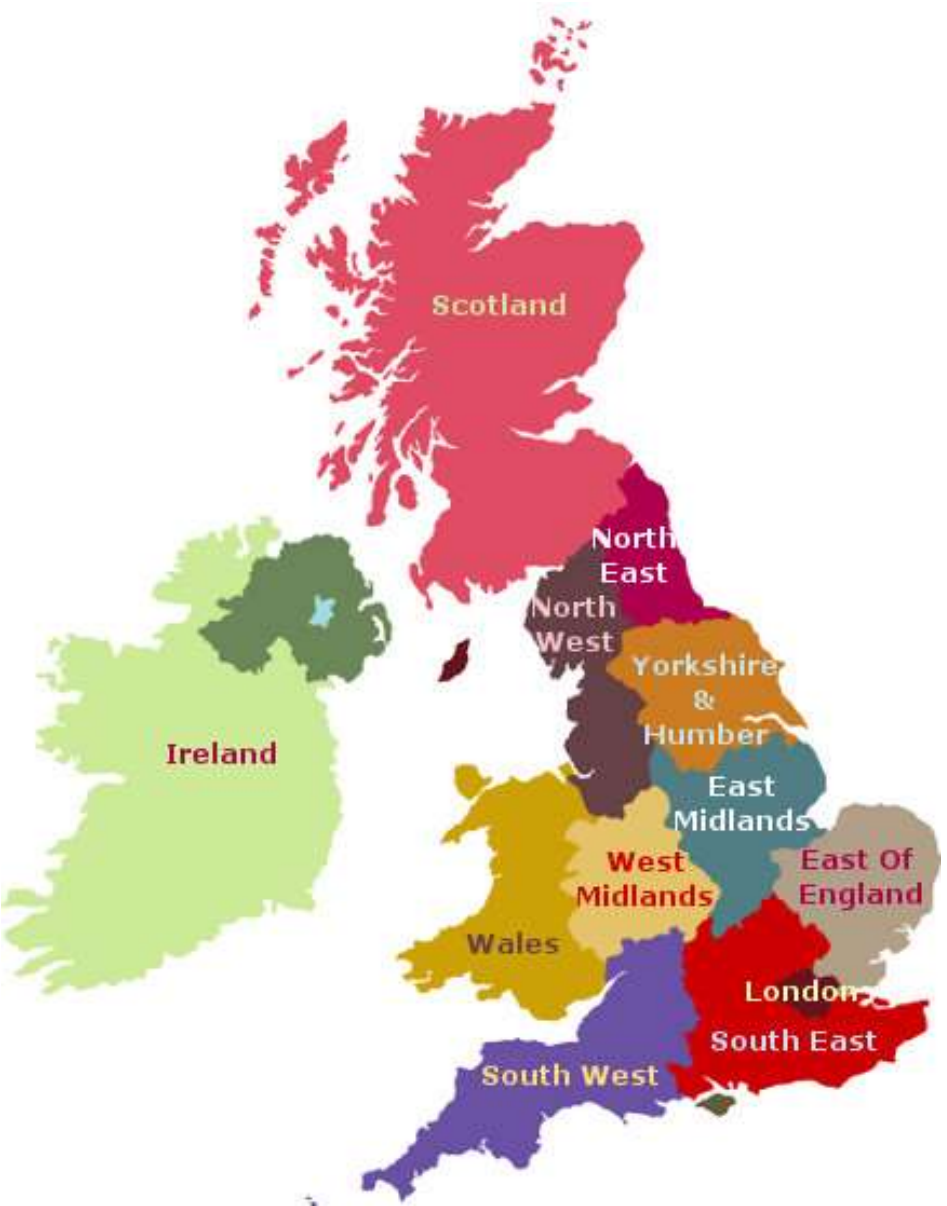 Scotland
North
East
North
West
Yorkshire
&
Humber
Ireland
East
Midlands
West
Midlands
East Of
England
Wales
London
South East
South West